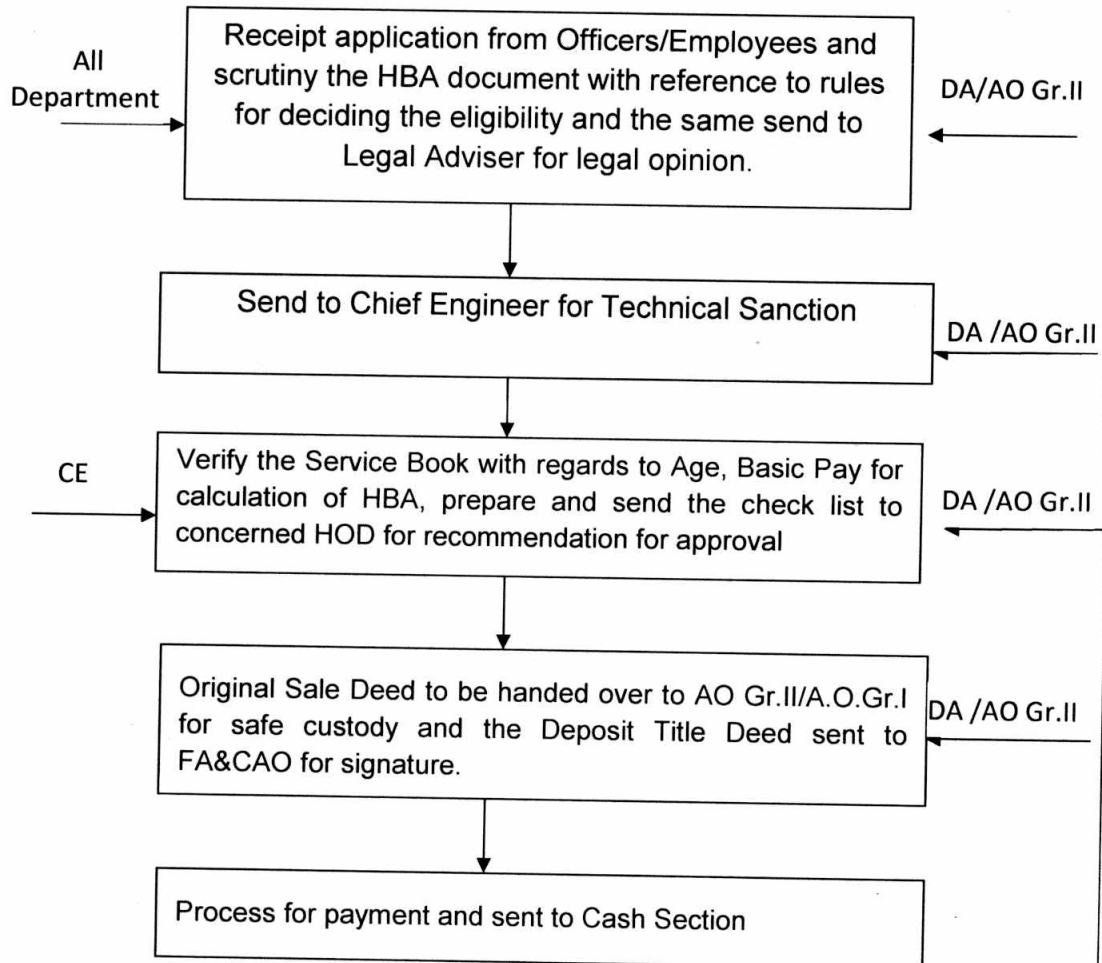 Receipt application from Officers/Employees and
scrutiny the HBA document with reference to rules
for deciding the eligibility and the same send to
Legal Adviser for legal opinion.
All
Department
DA/AO Gr.II
Send to Chief Engineer for Technical Sanction
DA /AO Gr.II
CE
Verify the Service Book with regards to Age, Basic Pay for
calculation of HBA, prepare and send the check list to
concerned HOD for recommendation for approval
DA /AO Gr.II
Original Sale Deed to be handed over to AO Gr.II/A.O.Gr.I
for safe custody and the Deposit Title Deed sent to
FA&CAO for signature.
DA /AO Gr.II
Process for payment and sent to Cash Section